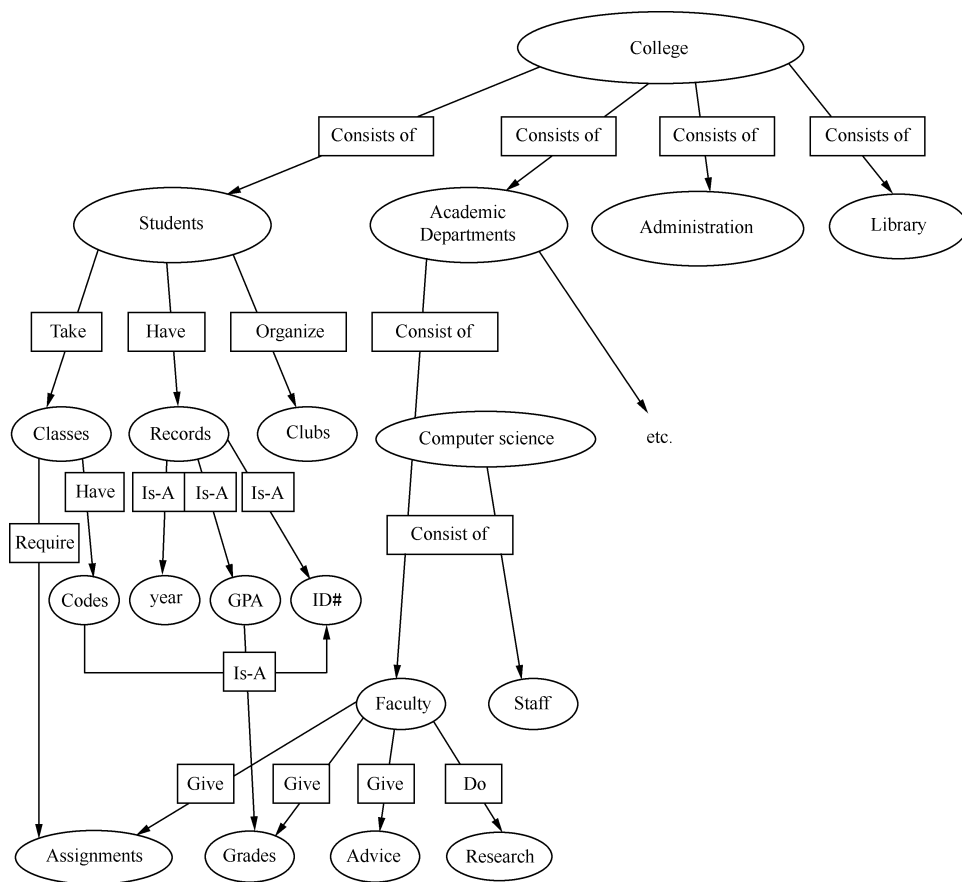 College
Consists of
Consists of
Consists of
Consists of
Students
Academic
Departments
Administration
Library
Take
Have
Organize
Consist of
Classes
Records
Clubs
Computer science
etc.
Have
Is-A
Is-A
Is-A
Require
Consist of
Codes
year
GPA
ID#
Is-A
Faculty
Staff
Give
Give
Give
Do
Assignments
Grades
Advice
Research